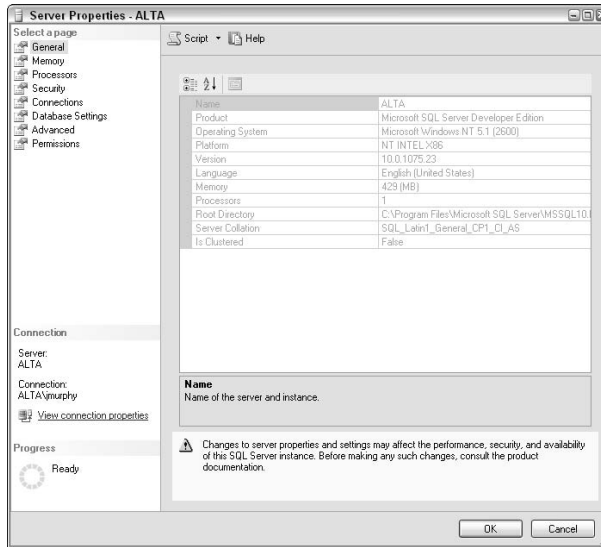 Server Properties - ALTA
Select a page
General
Memory
Processors
Security
Connections
Database Settings
Advanced
Permissions
Script
Help
Name ALTA
Product Microsoft SQL Server Developer Edition
Operating System Microsoft Windows NT 5.1 (2600)
Platform NT INTEL X86
Version 10.0.1075.23
Language English (United States)
Memory 429 (MB)
Processors 1
Root Directory C:\Program Files\Microsoft SQL Server\MSSQL10.
Server Collation SQL_Latin1_General_CP1_CI_AS
Is Clustered False
Connection
Server:
ALTA
Connection:
ALTA\jmurphy
View connection properties
Progress
Ready
Name
Name of the server and instance.
Changes to server properties and settings may affect the performance, security, and availability
of this SQL Server instance. Before making any such changes, consult the product
documentation.
OK
Cancel